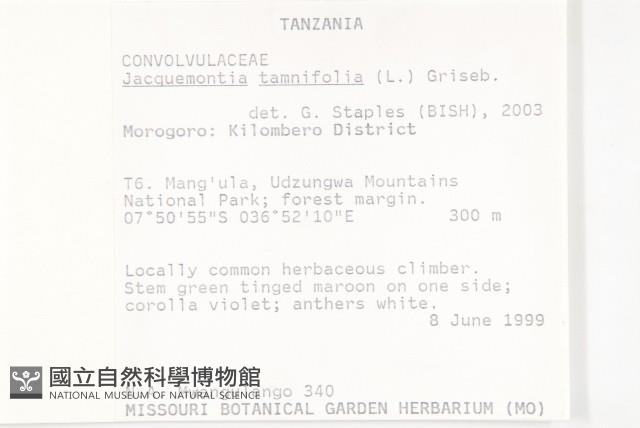 TANZANIA
CONVOLVULACEAE
Jacquemontia tamnifolia (L.) Griseb.
det. G. Staples (BISH), 2003
Morogoro: Kilombero District
T6. Mang'ula, Udzungwa Mountains
National Park; forest margin.
07°50'55"S 036°52'10"E 300 m
Locally common herbaceous climber.
Stem green tinged maroon on one side;
corolla violet; anthers white.
8 June 1999
340
MISSOURI BOTANICAL GARDEN HERBARIUM (MO)
國立自然科學博物館
NATIONAL MUSEUM OF NATURAL SCIENCE